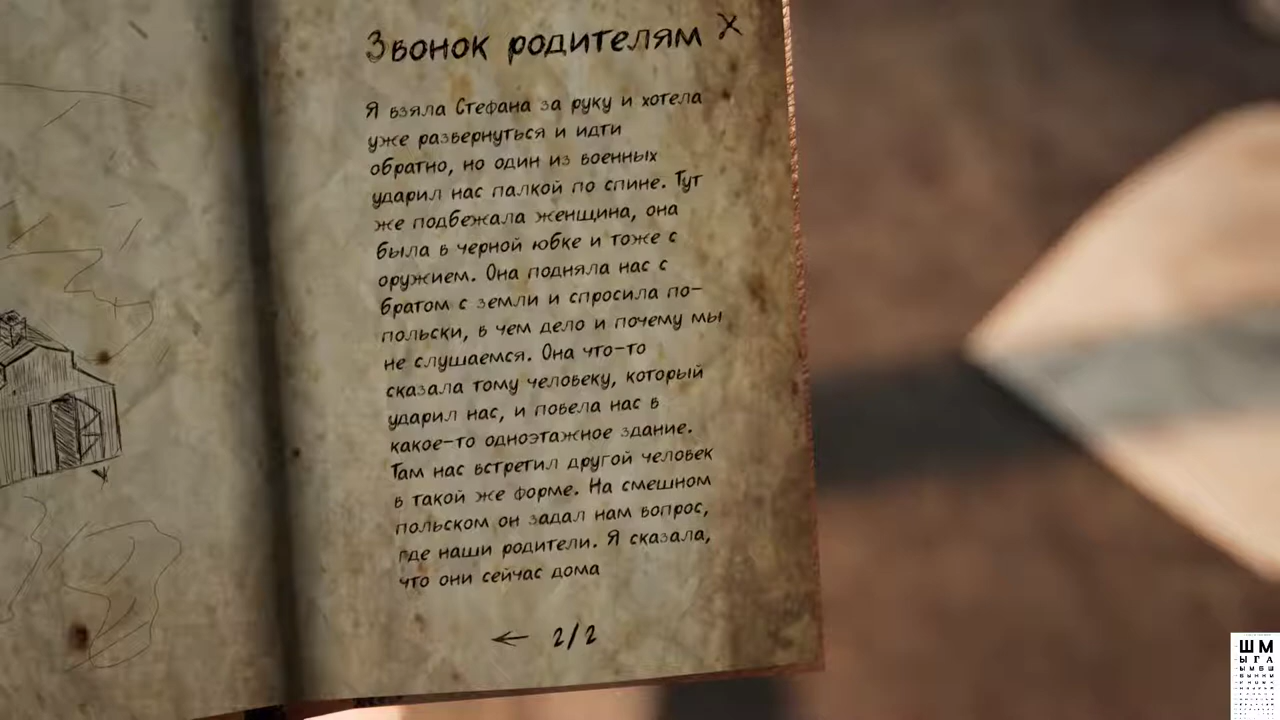 Звонок родителям X
Я взяла Стефана за руку и хотела
уже развернуться и идти
обратно, но один из военных
ударил нас палкой по спине. Тут
же подбежала женщина, она
была в черной юбке и тоже с
оружием. Она подняла нас с
братом с земли и спросила по-
польски, в чем дело и почему мы
не слушаемся. Она что-то
сказала тому человеку, который
ударил нас, и повела нас в
какое-то одноэтажное здание.
Там нас встретил другой человек
в такой же форме. На смешном
польском он задал нам вопрос,
где наши родители. Я сказала,
что они сейчас дома
← 2/2
Ш М
Ы Г А
Ы М Б Ш
Б Ы Н К И